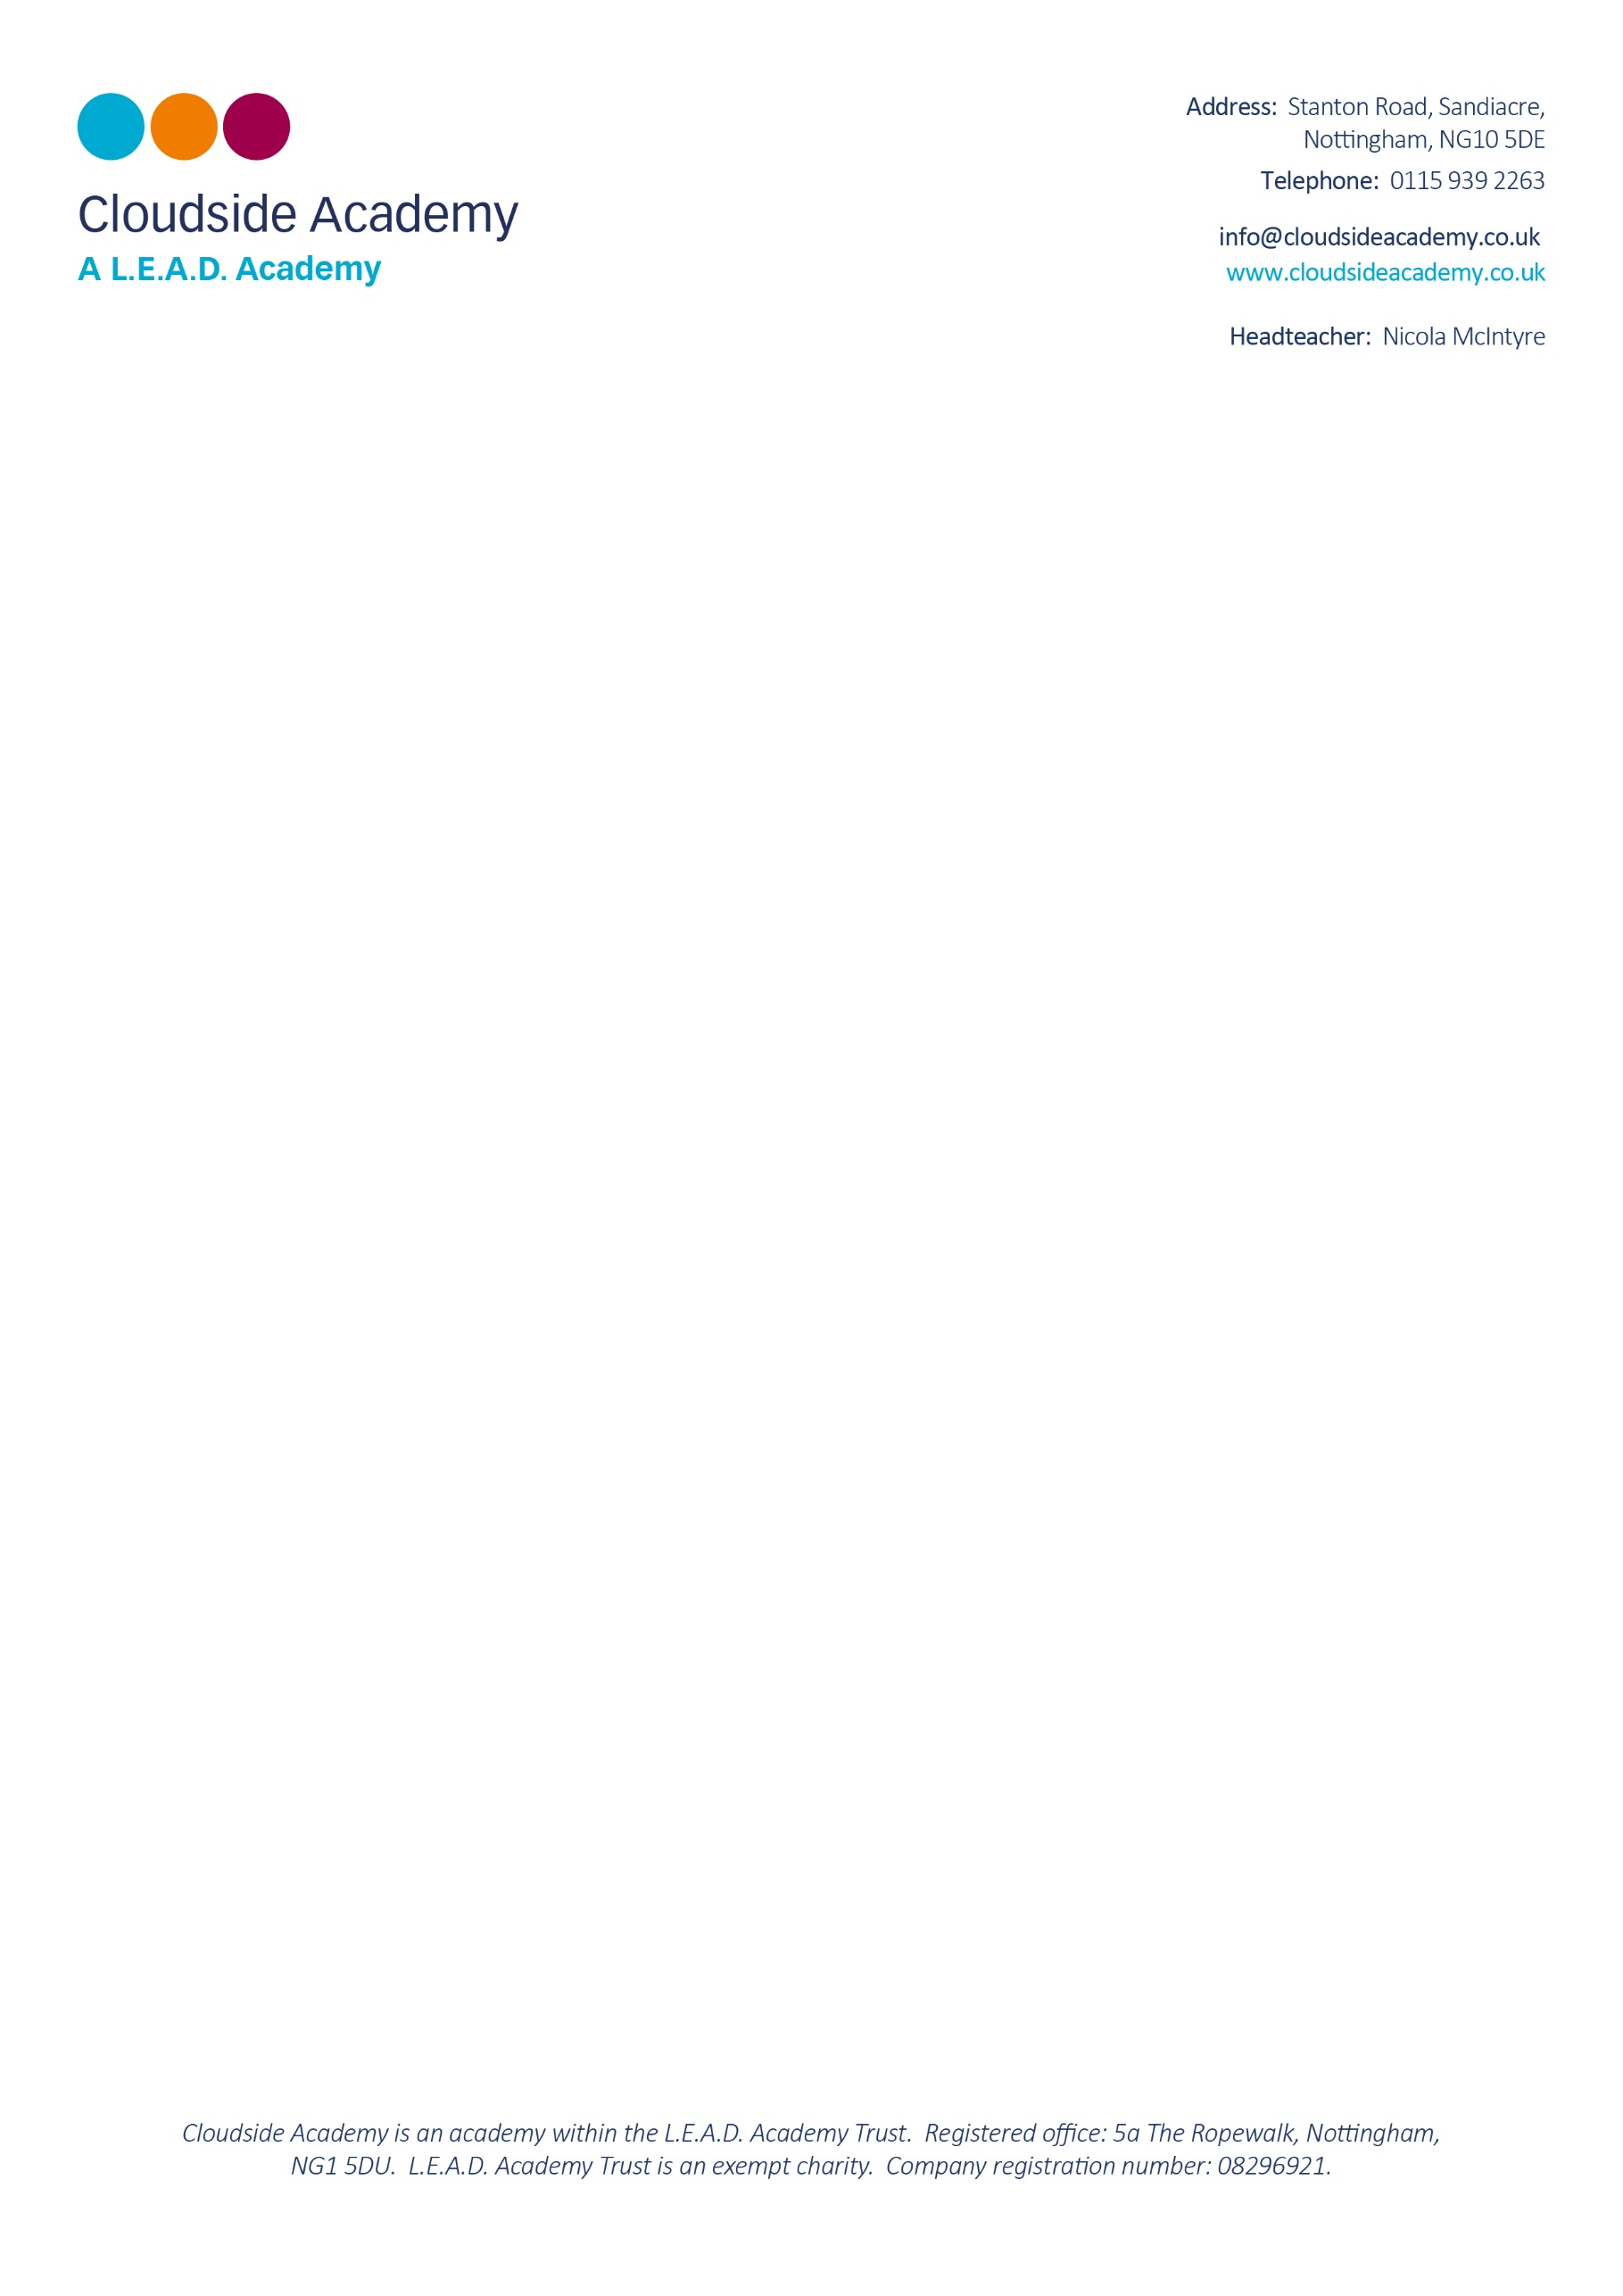 Cloudside Academy
A L.E.A.D. Academy
Address: Stanton Road, Sandiacre,
Nottingham, NG10 5DE
Telephone: 0115 939 2263
info@cloudsideacademy.co.uk
www.cloudsideacademy.co.uk
Headteacher: Nicola McIntyre
Cloudside Academy is an academy within the L.E.A.D. Academy Trust. Registered office: 5a The Ropewalk, Nottingham,
NG1 5DU. L.E.A.D. Academy Trust is an exempt charity. Company registration number: 08296921.